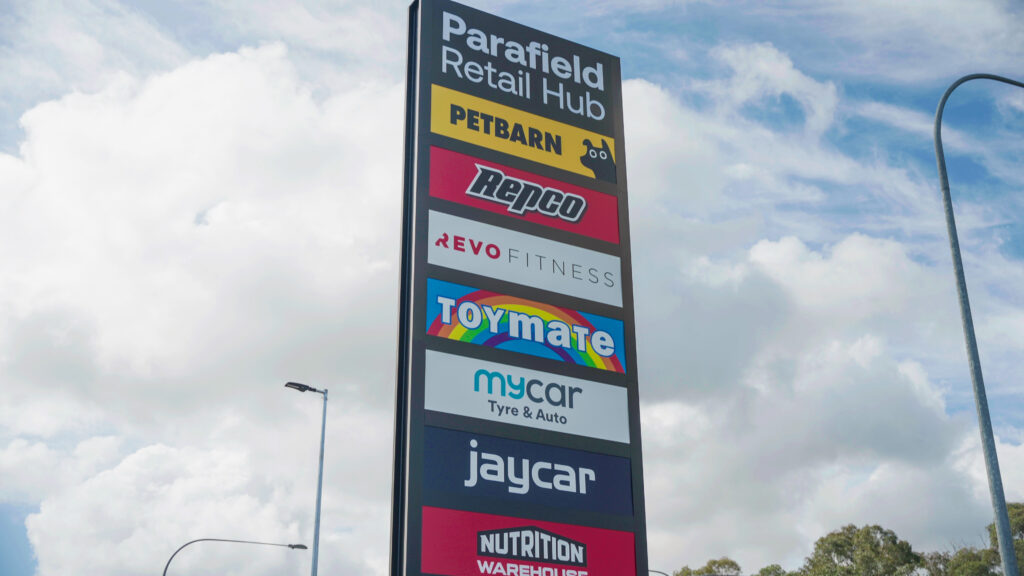 Parafield
Retail Hub
PETBARN
Repco
REVO FITNESS
TOYmaTe
mycar
Tyre & Auto
jaycar
NUTRITION
WAREHOUSE